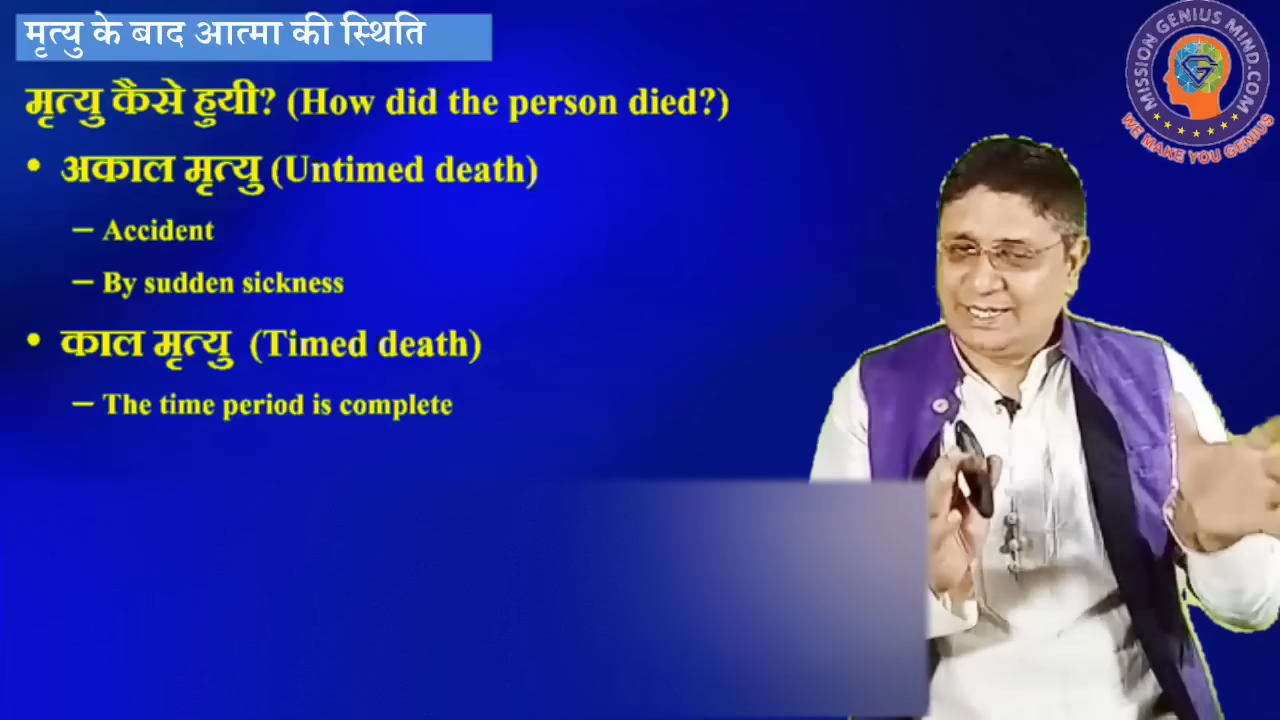 मृत्यु के बाद आत्मा की स्थिति
मृत्यु कैसे हुयी? (How did the person died?)
• अकाल मृत्यु (Untimed death)
– Accident
– By sudden sickness
• काल मृत्यु (Timed death)
– The time period is complete
MISSION GENIUS MIND.COM
WE MAKE YOU GENIUS